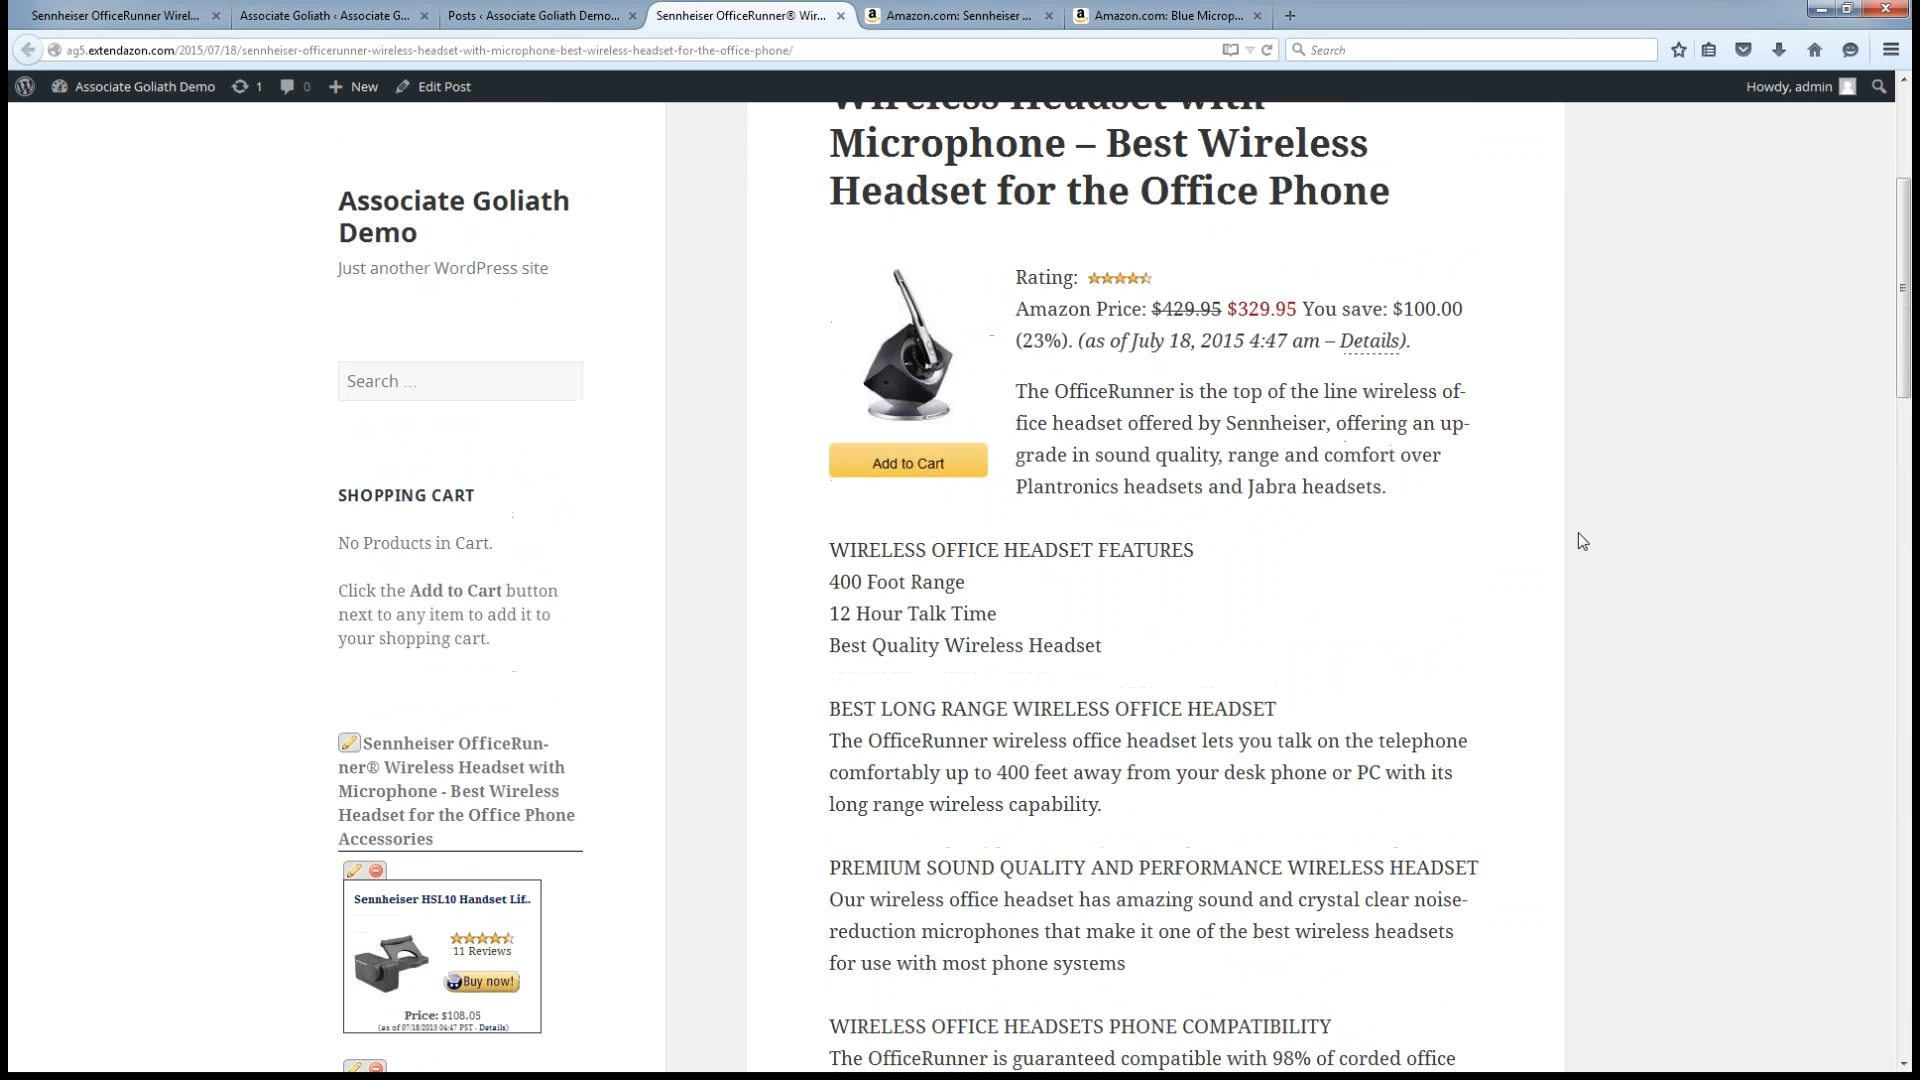 Sennheiser OfficeRunner Wirel...
Associate Goliath ‹ Associate G...
Posts ‹ Associate Goliath Demo...
Sennheiser OfficeRunner® Wir...
Amazon.com: Sennheiser ...
Amazon.com: Blue Microp...
ag5.extendazon.com/2015/07/18/sennheiser-officerunner-wireless-headset-with-microphone-best-wireless-headset-for-the-office-phone/
Search
Associate Goliath Demo
1
0
New
Edit Post
Howdy, admin
Associate Goliath
Demo
Just another WordPress site
Search ...
SHOPPING CART
No Products in Cart.
Click the Add to Cart button
next to any item to add it to
your shopping cart.
Sennheiser OfficeRun-
ner® Wireless Headset with
Microphone - Best Wireless
Headset for the Office Phone
Accessories
Sennheiser HSL10 Handset Lif..
11 Reviews
Buy now!
Price: $108.05
(as of 07/18/2015 04:47 PST - Details)
Wireless Headset with
Microphone – Best Wireless
Headset for the Office Phone
Rating:
Amazon Price: $429.95 $329.95 You save: $100.00
(23%). (as of July 18, 2015 4:47 am – Details).
Add to Cart
The OfficeRunner is the top of the line wireless of-
fice headset offered by Sennheiser, offering an up-
grade in sound quality, range and comfort over
Plantronics headsets and Jabra headsets.
WIRELESS OFFICE HEADSET FEATURES
400 Foot Range
12 Hour Talk Time
Best Quality Wireless Headset
BEST LONG RANGE WIRELESS OFFICE HEADSET
The OfficeRunner wireless office headset lets you talk on the telephone
comfortably up to 400 feet away from your desk phone or PC with its
long range wireless capability.
PREMIUM SOUND QUALITY AND PERFORMANCE WIRELESS HEADSET
Our wireless office headset has amazing sound and crystal clear noise-
reduction microphones that make it one of the best wireless headsets
for use with most phone systems
WIRELESS OFFICE HEADSETS PHONE COMPATIBILITY
The OfficeRunner is guaranteed compatible with 98% of corded office